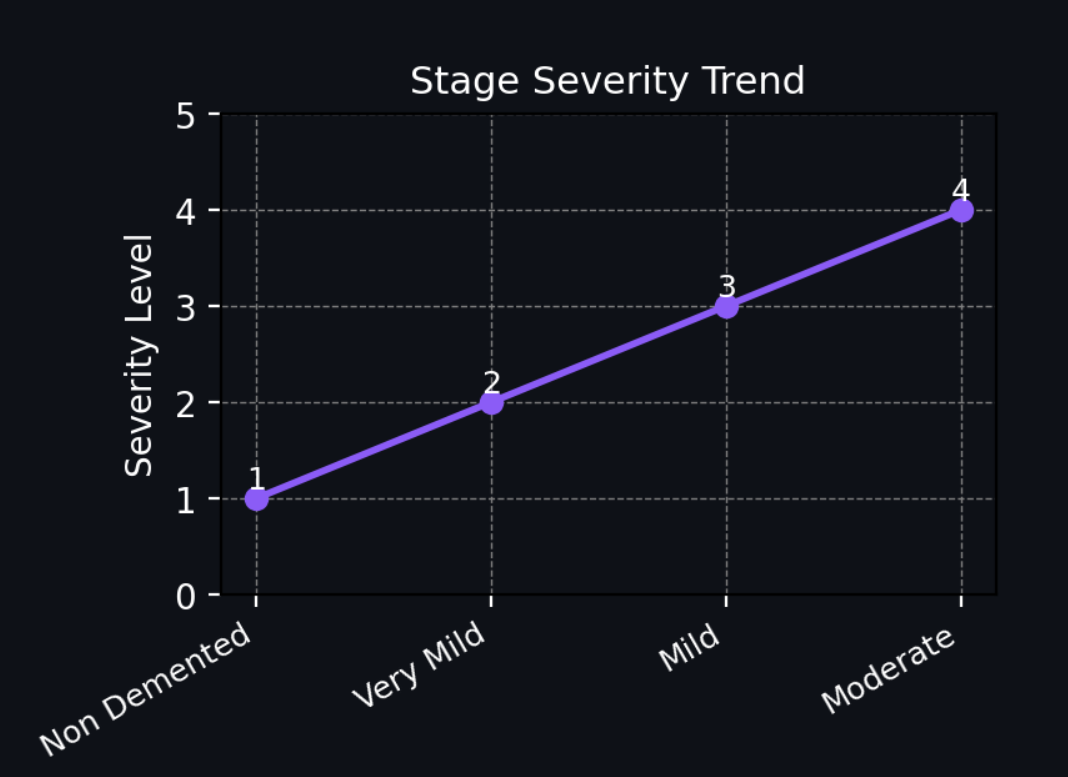 Stage Severity Trend
5
4
3
2
1
0
Severity Level
1
2
3
4
Non Demented
Very Mild
Mild
Moderate